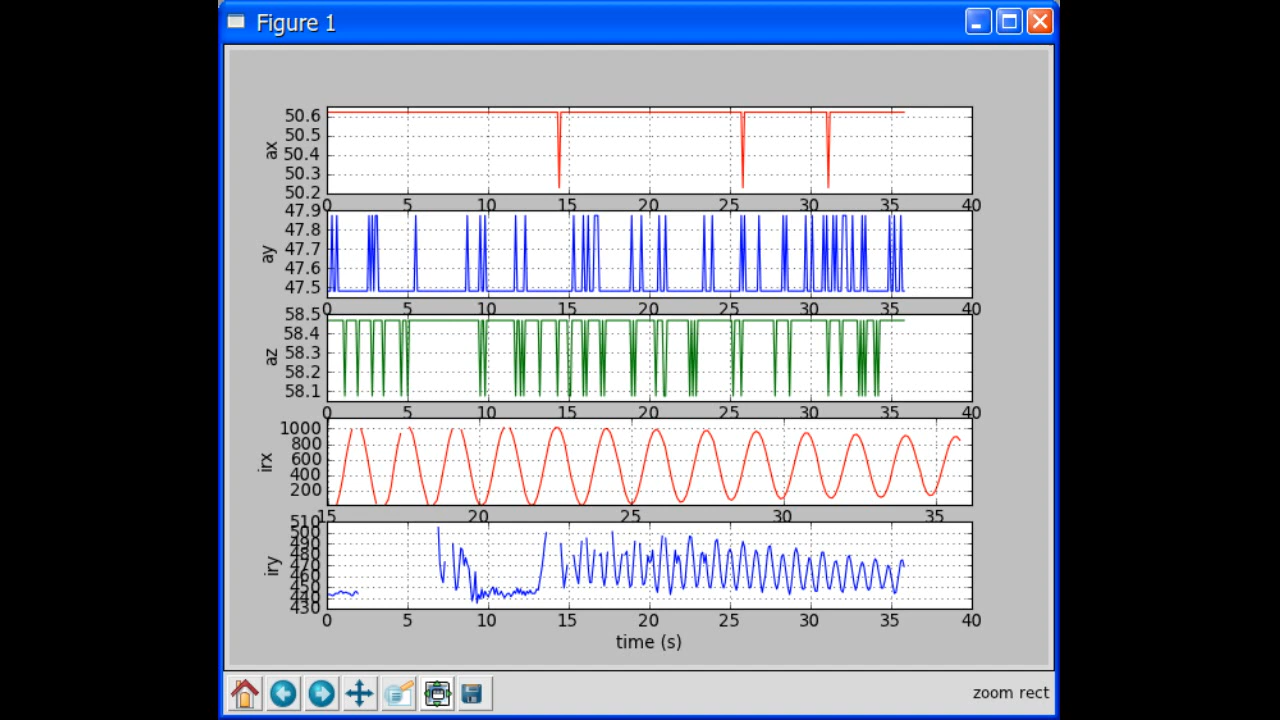 Figure 1
ax
50.6
50.5
50.4
50.3
50.2
0 5 10 15 20 25 30 35 40
ay
47.9
47.8
47.7
47.6
47.5
0 5 10 15 20 25 30 35 40
az
58.5
58.4
58.3
58.2
58.1
0 5 10 15 20 25 30 35 40
irx
1000
800
600
400
200
15 20 25 30 35
iry
510
500
490
480
470
460
450
440
430
0 5 10 15 20 25 30 35 40
time (s)
zoom rect